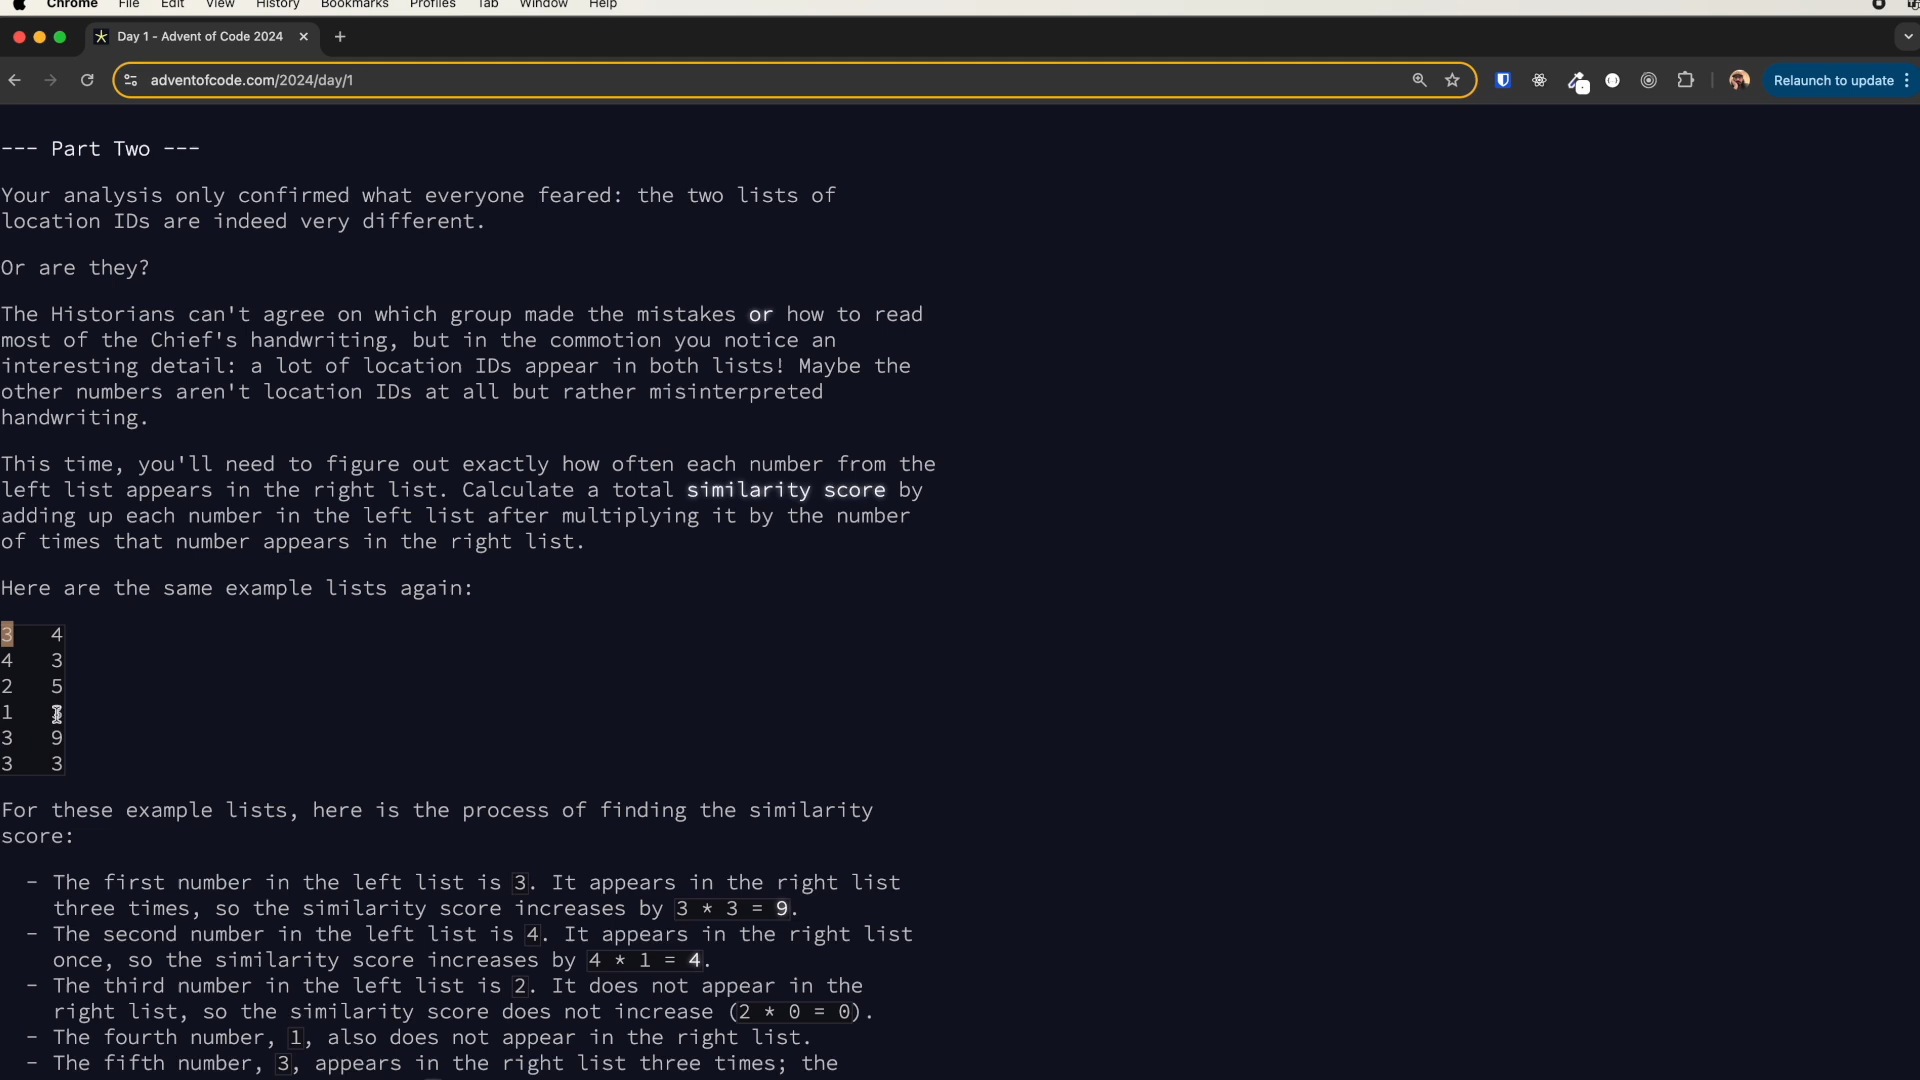 Chrome File Edit View History Bookmarks Profiles Tab Window Help
Day 1 - Advent of Code 2024
adventofcode.com/2024/day/1
Relaunch to update
--- Part Two ---
Your analysis only confirmed what everyone feared: the two lists of
location IDs are indeed very different.
Or are they?
The Historians can't agree on which group made the mistakes or how to read
most of the Chief's handwriting, but in the commotion you notice an
interesting detail: a lot of location IDs appear in both lists! Maybe the
other numbers aren't location IDs at all but rather misinterpreted
handwriting.
This time, you'll need to figure out exactly how often each number from the
left list appears in the right list. Calculate a total similarity score by
adding up each number in the left list after multiplying it by the number
of times that number appears in the right list.
Here are the same example lists again:
3 4
4 3
2 5
1
3 9
3 3
For these example lists, here is the process of finding the similarity
score:
- The first number in the left list is 3. It appears in the right list
three times, so the similarity score increases by 3 * 3 = 9.
- The second number in the left list is 4. It appears in the right list
once, so the similarity score increases by 4 * 1 = 4.
- The third number in the left list is 2. It does not appear in the
right list, so the similarity score does not increase (2 * 0 = 0).
- The fourth number, 1, also does not appear in the right list.
- The fifth number, 3, appears in the right list three times; the